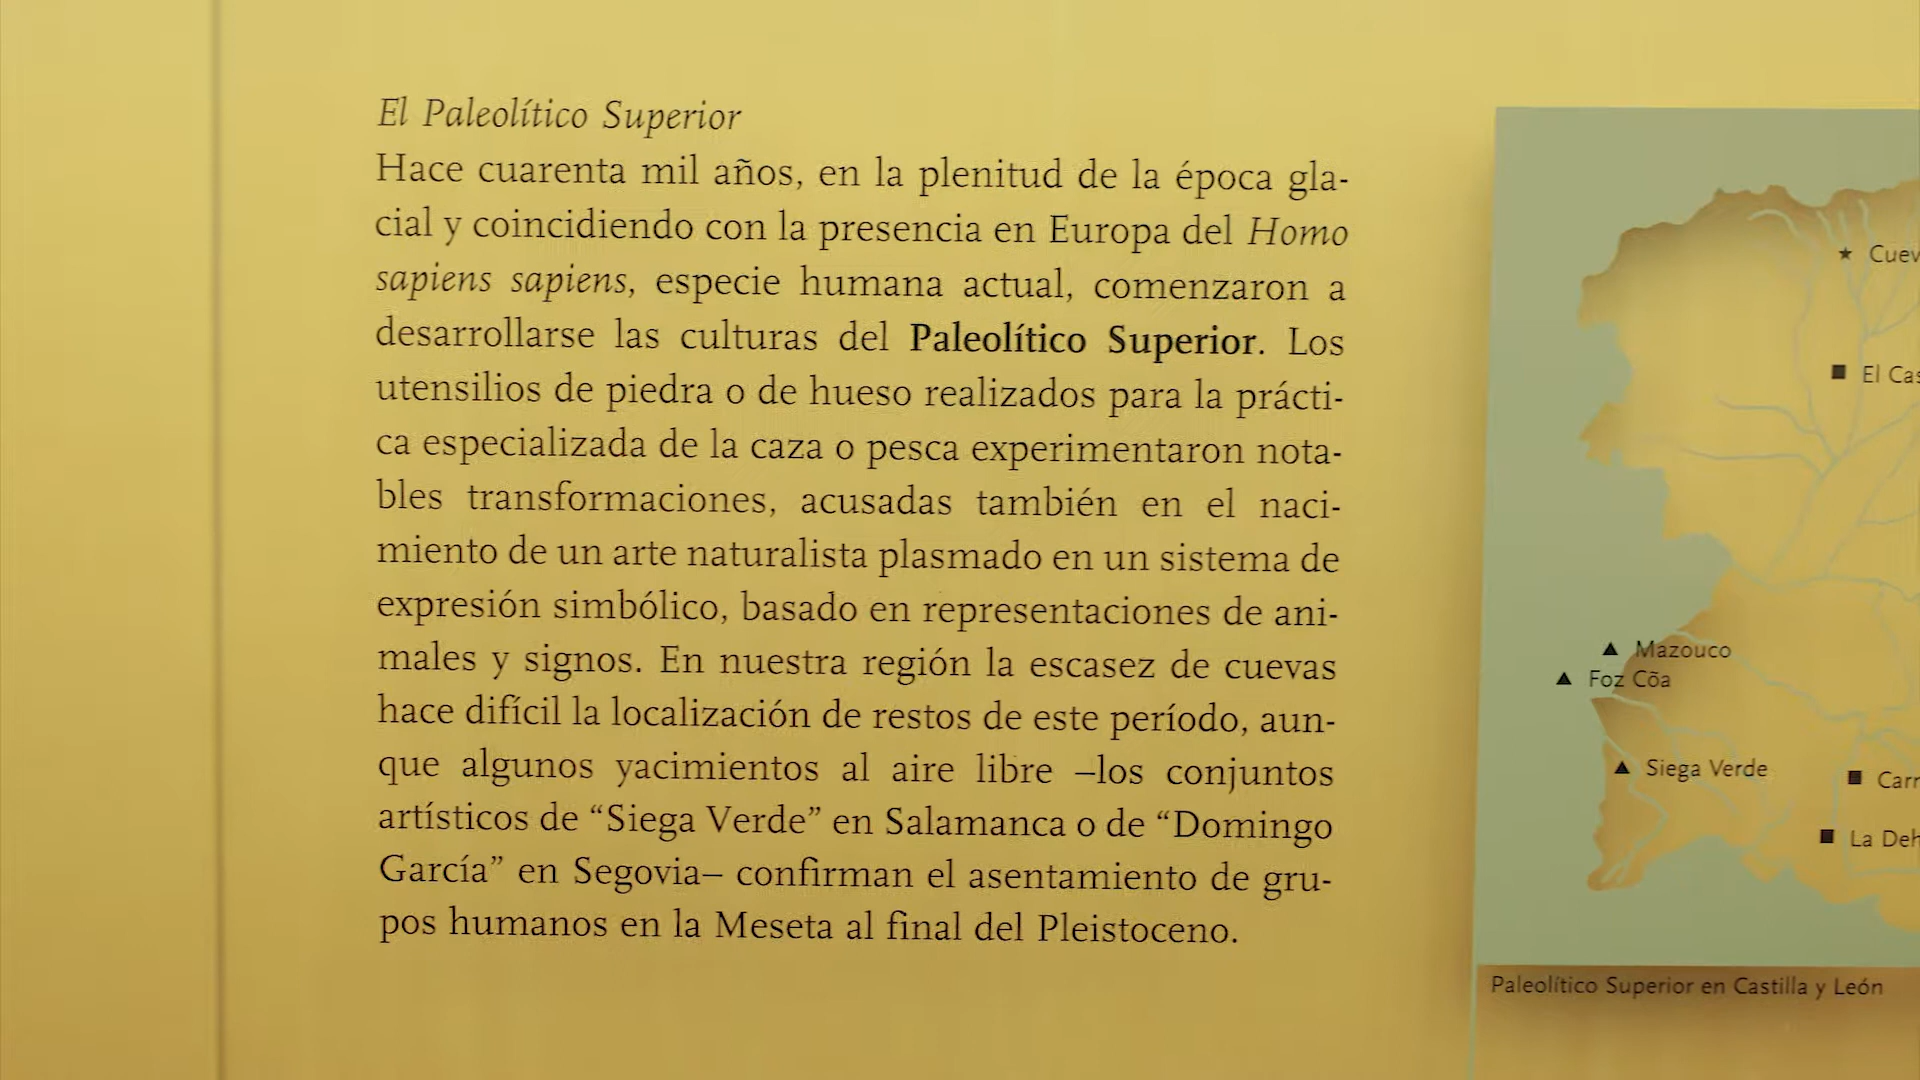 El Paleolítico Superior
Hace cuarenta mil años, en la plenitud de la época gla-
cial y coincidiendo con la presencia en Europa del Homo
sapiens sapiens, especie humana actual, comenzaron a
desarrollarse las culturas del Paleolítico Superior. Los
utensilios de piedra o de hueso realizados para la prácti-
ca especializada de la caza o pesca experimentaron nota-
bles transformaciones, acusadas también en el naci-
miento de un arte naturalista plasmado en un sistema de
expresión simbólico, basado en representaciones de ani-
males y signos. En nuestra región la escasez de cuevas
hace difícil la localización de restos de este período, aun-
que algunos yacimientos al aire libre –los conjuntos
artísticos de “Siega Verde” en Salamanca o de “Domingo
García” en Segovia– confirman el asentamiento de gru-
pos humanos en la Meseta al final del Pleistoceno.
Cuev
El Cas
Mazouco
Foz Cõa
Siega Verde
Carr
La Deh
Paleolítico Superior en Castilla y León